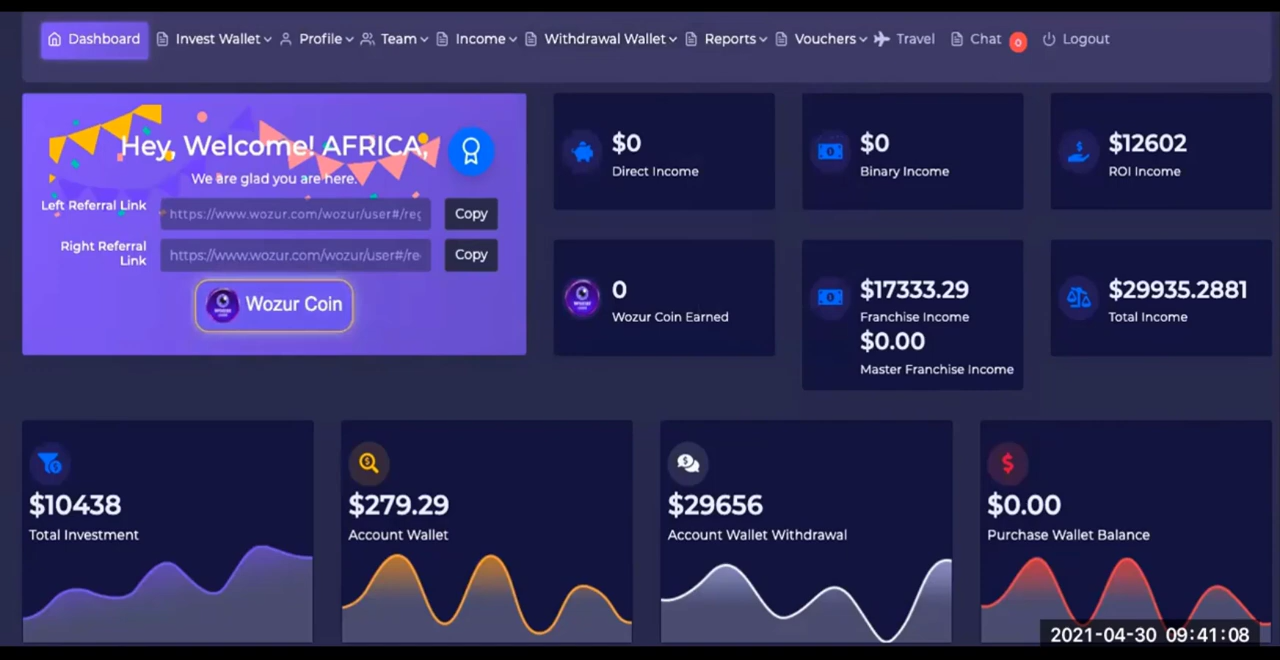 Dashboard Invest Wallet Profile Team Income Withdrawal Wallet Reports Vouchers Travel Chat 0 Logout
Hey, Welcome! AFRICA,
We are glad you are here.
Left Referral Link https://www.wozur.com/wozur/user#/reg Copy
Right Referral
Link
https://www.wozur.com/wozur/user#/re Copy
Wozur Coin
$0
Direct Income
$0
Binary Income
$12602
ROI Income
0
Wozur Coin Earned
$17333.29
Franchise Income
$0.00
Master Franchise Income
$29935.2881
Total Income
$10438
Total Investment
$279.29
Account Wallet
$29656
Account Wallet Withdrawal
$0.00
Purchase Wallet Balance
2021-04-30 09:41:08